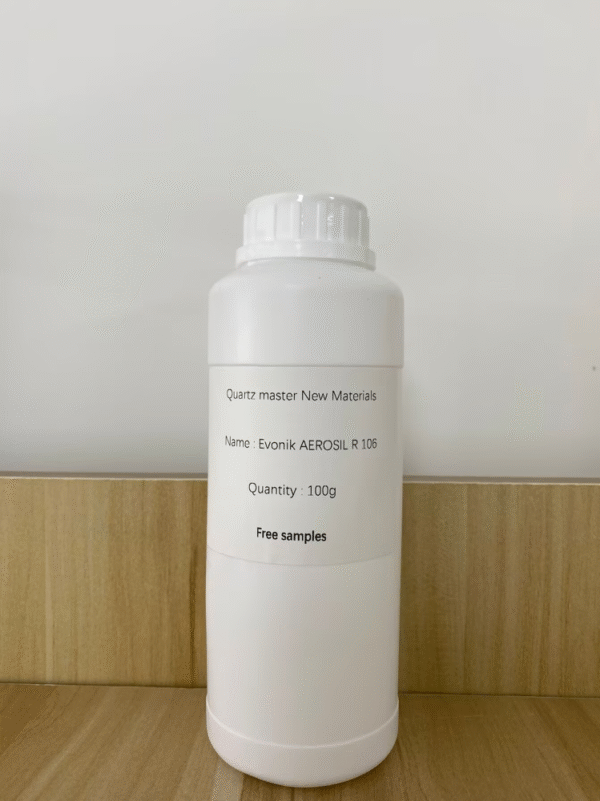 Quartz master New Materials
Name : Evonik AEROSIL R 106
Quantity : 100g
Free samples